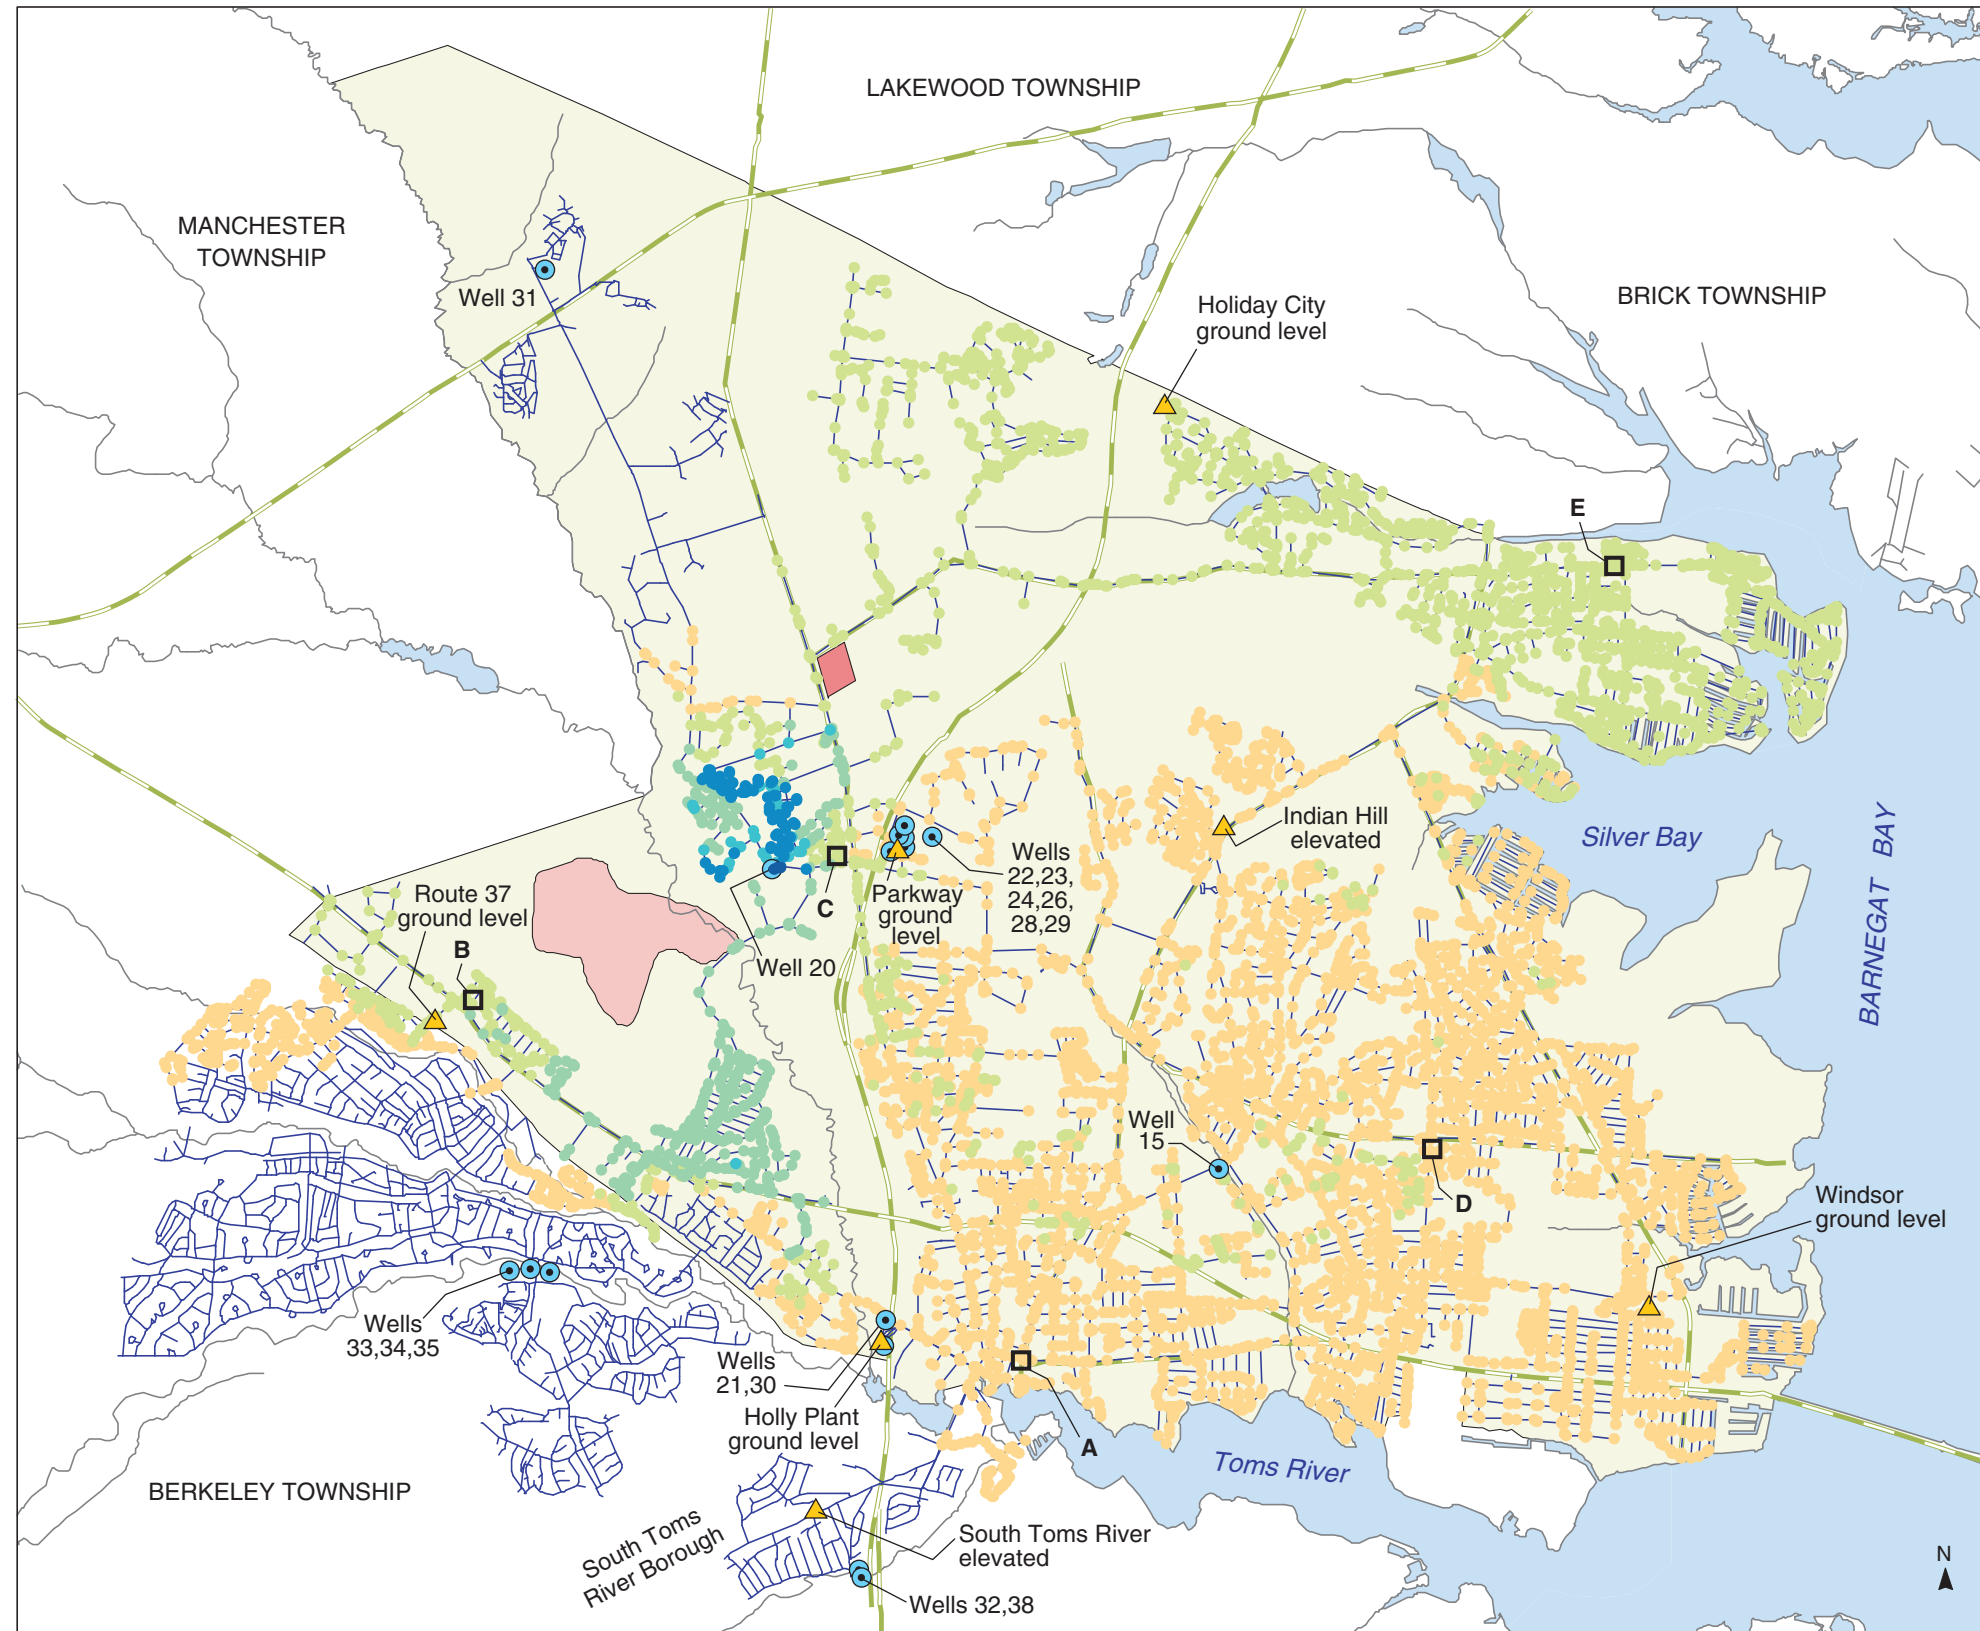 LAKEWOOD TOWNSHIP
MANCHESTER
TOWNSHIP
Well 31
Holiday City
ground level
BRICK TOWNSHIP
E
Indian Hill
elevated
Silver Bay
BARNEGAT BAY
Wells
22,23,
24,26,
28,29
Parkway
ground
level
C
Route 37
ground level
B
Well 20
Well
15
D
Windsor
ground level
Wells
33,34,35
Wells
21,30
Holly Plant
ground level
A
Toms River
BERKELEY TOWNSHIP
South Toms
River Borough
South Toms River
elevated
Wells 32,38
N